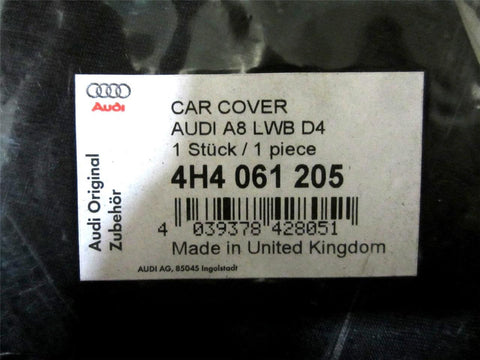 Audi
CAR COVER
AUDI A8 LWB D4
1 Stück / 1 piece
4H4 061 205
4 039378 428051
Made in United Kingdom
Audi Original
Zubehör
AUDI AG, 85045 Ingolstadt